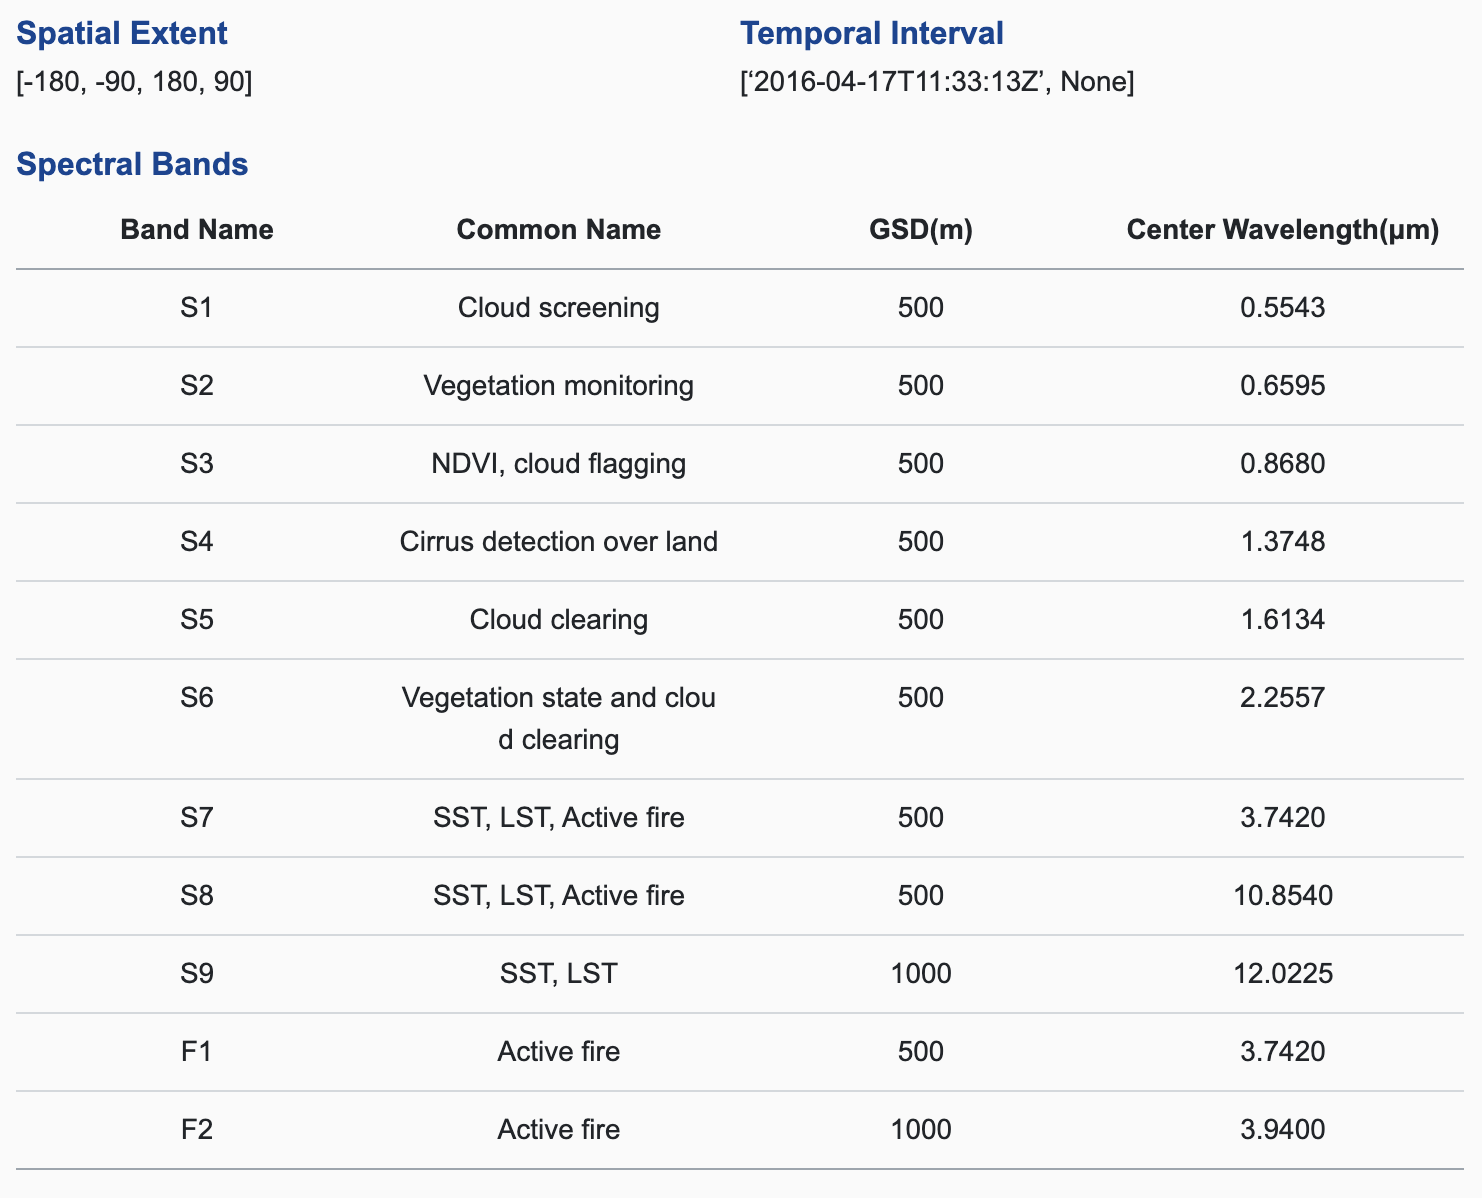 Spatial Extent
Temporal Interval
[-180, -90, 180, 90]
[‘2016-04-17T11:33:13Z’, None]
Spectral Bands
Band Name Common Name GSD(m) Center Wavelength(μm)
S1 Cloud screening 500 0.5543
S2 Vegetation monitoring 500 0.6595
S3 NDVI, cloud flagging 500 0.8680
S4 Cirrus detection over land 500 1.3748
S5 Cloud clearing 500 1.6134
S6 Vegetation state and clou 500 2.2557
d clearing
S7 SST, LST, Active fire 500 3.7420
S8 SST, LST, Active fire 500 10.8540
S9 SST, LST 1000 12.0225
F1 Active fire 500 3.7420
F2 Active fire 1000 3.9400